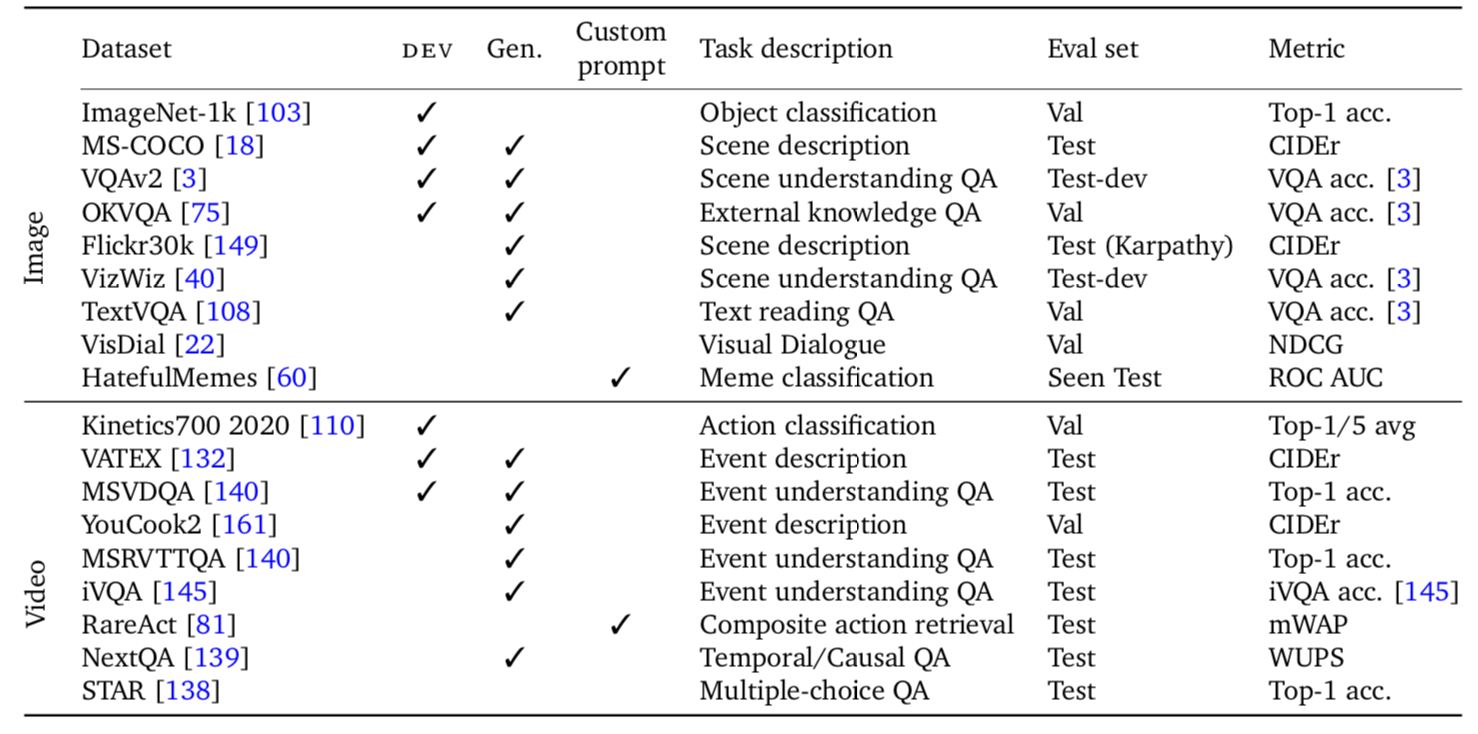 Dataset DEV Gen. Custom prompt Task description Eval set Metric
Image
ImageNet-1k [103] ✓ Object classification Val Top-1 acc.
MS-COCO [18] ✓ ✓ Scene description Test CIDEr
VQAv2 [3] ✓ ✓ Scene understanding QA Test-dev VQA acc. [3]
OKVQA [75] ✓ ✓ External knowledge QA Val VQA acc. [3]
Flickr30k [149] ✓ Scene description Test (Karpathy) CIDEr
VizWiz [40] ✓ Scene understanding QA Test-dev VQA acc. [3]
TextVQA [108] ✓ Text reading QA Val VQA acc. [3]
VisDial [22] Visual Dialogue Val NDCG
HatefulMemes [60] ✓ Meme classification Seen Test ROC AUC
Video
Kinetics700 2020 [110] ✓ Action classification Val Top-1/5 avg
VATEX [132] ✓ ✓ Event description Test CIDEr
MSVDQA [140] ✓ ✓ Event understanding QA Test Top-1 acc.
YouCook2 [161] ✓ Event description Val CIDEr
MSRVTTQA [140] ✓ Event understanding QA Test Top-1 acc.
iVQA [145] ✓ Event understanding QA Test iVQA acc. [145]
RareAct [81] ✓ Composite action retrieval Test mWAP
NextQA [139] ✓ Temporal/Causal QA Test WUPS
STAR [138] Multiple-choice QA Test Top-1 acc.